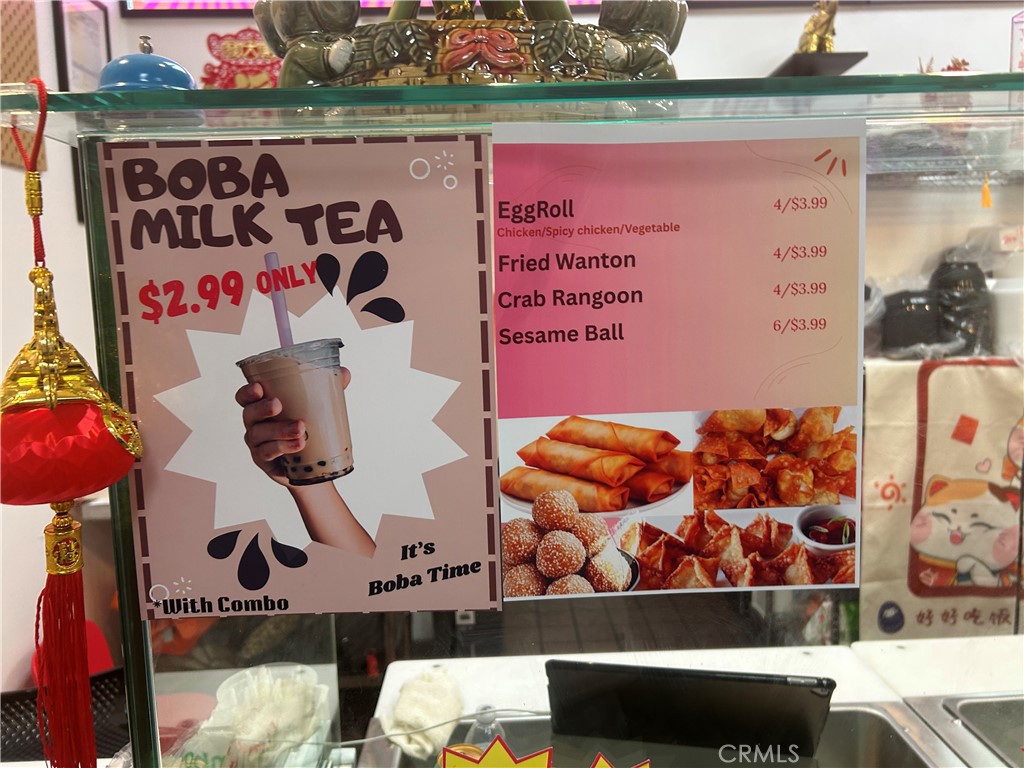 BOBA
MILK TEA
$2.99 ONLY
It's
Boba Time
*With Combo
EggRoll 4/$3.99
Chicken/Spicy chicken/Vegetable
Fried Wanton 4/$3.99
Crab Rangoon 4/$3.99
Sesame Ball 6/$3.99
好好吃饭
CRMLS